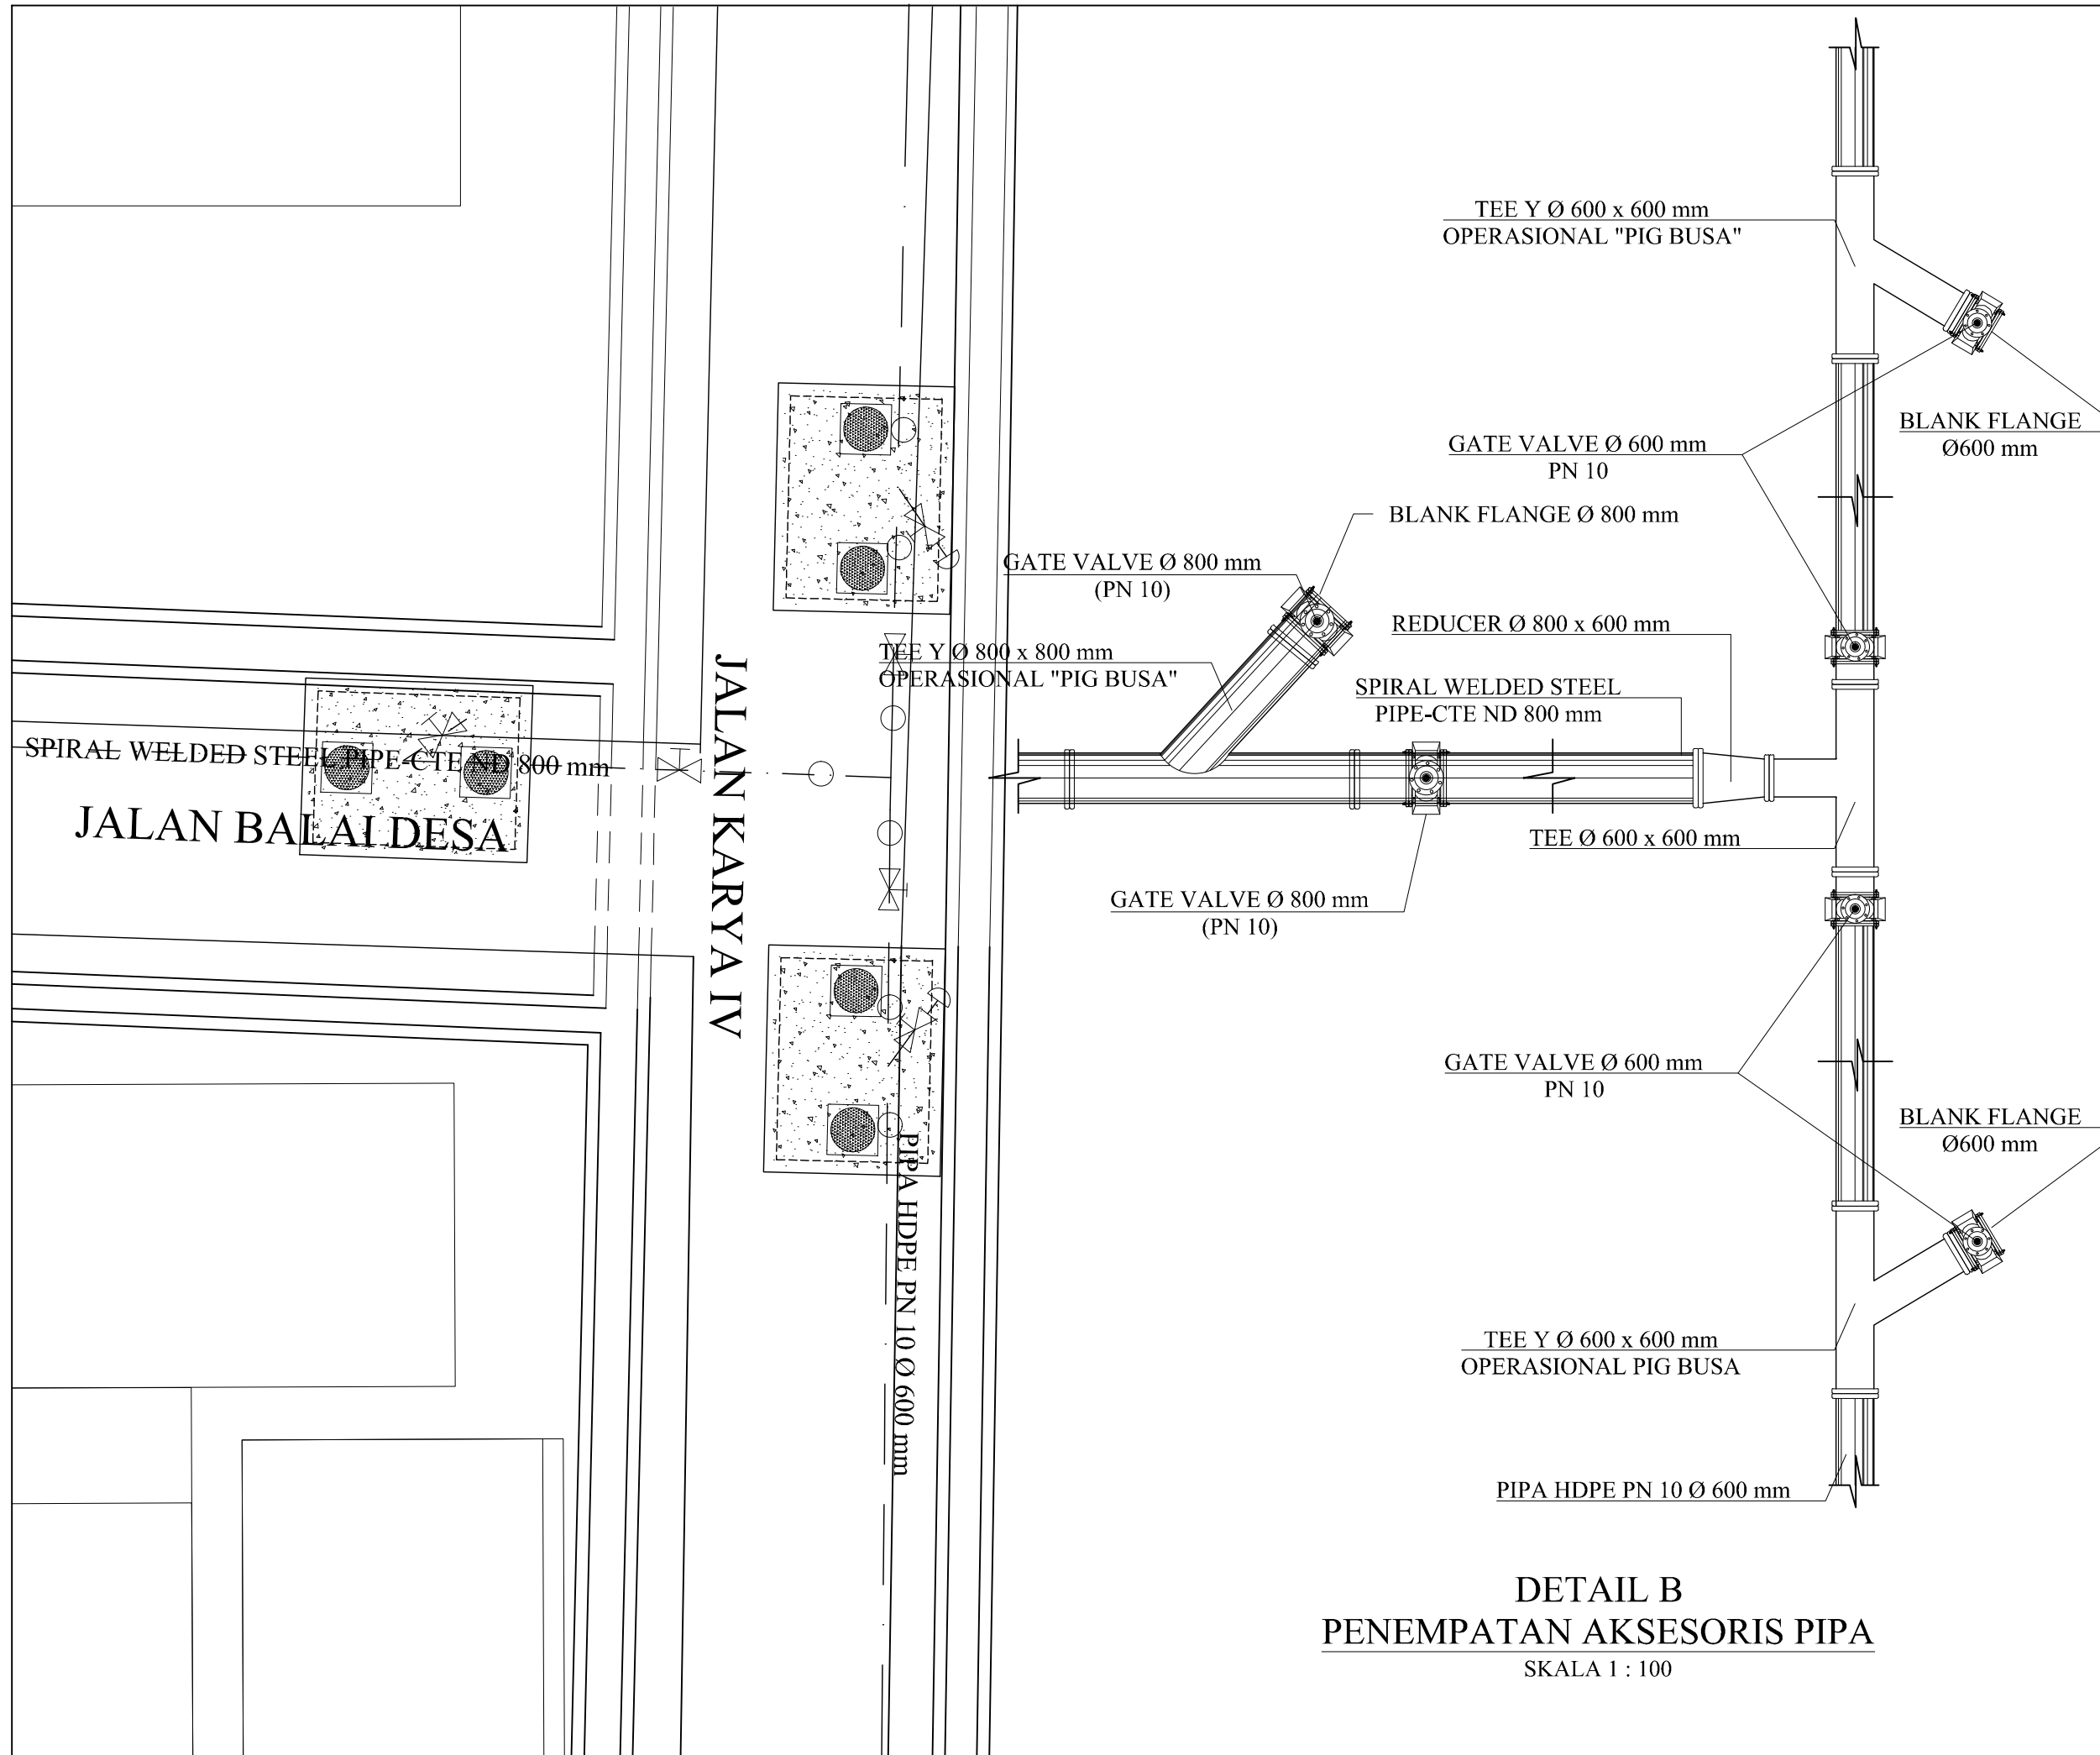 TEE Y Ø 600 x 600 mm
OPERASIONAL "PIG BUSA"
BLANK FLANGE
Ø600 mm
GATE VALVE Ø 600 mm
PN 10
BLANK FLANGE Ø 800 mm
GATE VALVE Ø 800 mm
(PN 10)
REDUCER Ø 800 x 600 mm
TEE Y Ø 800 x 800 mm
OPERASIONAL "PIG BUSA"
SPIRAL WELDED STEEL
PIPE-CTE ND 800 mm
SPIRAL WELDED STEEL PIPE-CTE ND 800 mm
JALAN BALAI DESA
JALAN KARYA IV
TEE Ø 600 x 600 mm
GATE VALVE Ø 800 mm
(PN 10)
GATE VALVE Ø 600 mm
PN 10
BLANK FLANGE
Ø600 mm
PIPA HDPE PN 10 Ø 600 mm
TEE Y Ø 600 x 600 mm
OPERASIONAL PIG BUSA
PIPA HDPE PN 10 Ø 600 mm
DETAIL B
PENEMPATAN AKSESORIS PIPA
SKALA 1 : 100